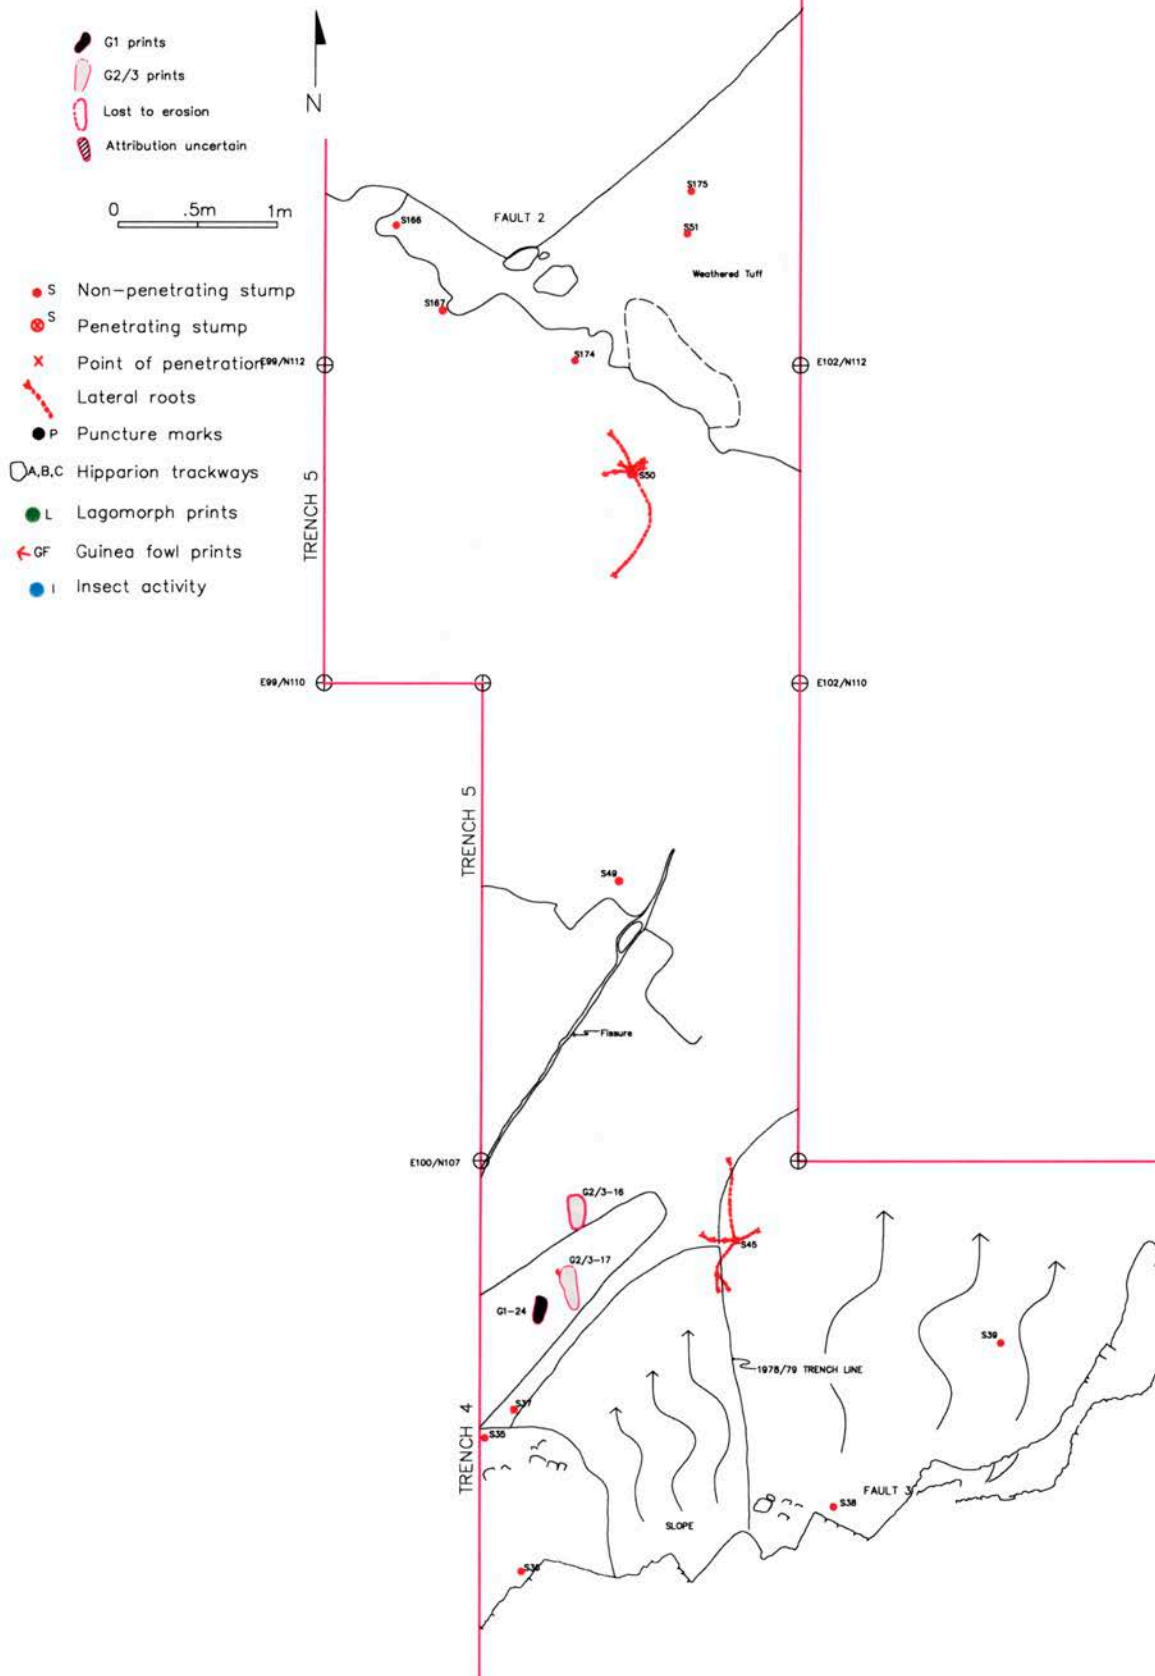 G1 prints
G2/3 prints
N
Lost to erosion
Attribution uncertain
0 .5m 1m
S175
S166
FAULT 2
S51
Weathered Tuff
S Non-penetrating stump
S167
S Penetrating stump
S174
Point of penetration
E99/N112
E102/N112
Lateral roots
P Puncture marks
A,B,C Hipparion trackways
S50
TRENCH 5
L Lagomorph prints
GF Guinea fowl prints
I Insect activity
E99/N110
E102/N110
TRENCH 5
S49
Fissure
E100/N107
G2/3-16
S45
G2/3-17
G1-24
S39
1978/79 TRENCH LINE
S37
TRENCH 4
S35
FAULT 3
S38
SLOPE